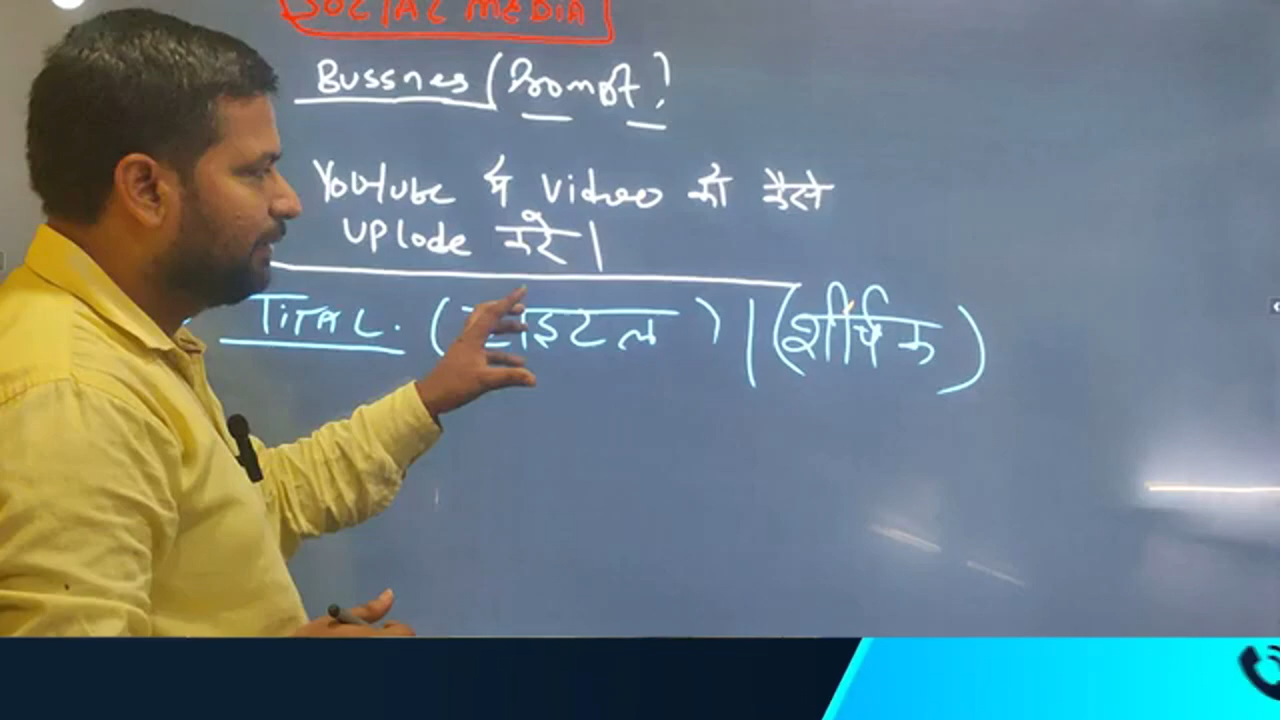 SOCIAL MEDIA
Bussnes (Promot ?
Youtube में video को कैसे
uplode करे|
TiTAL. (टाइटल) | (शीर्षक)